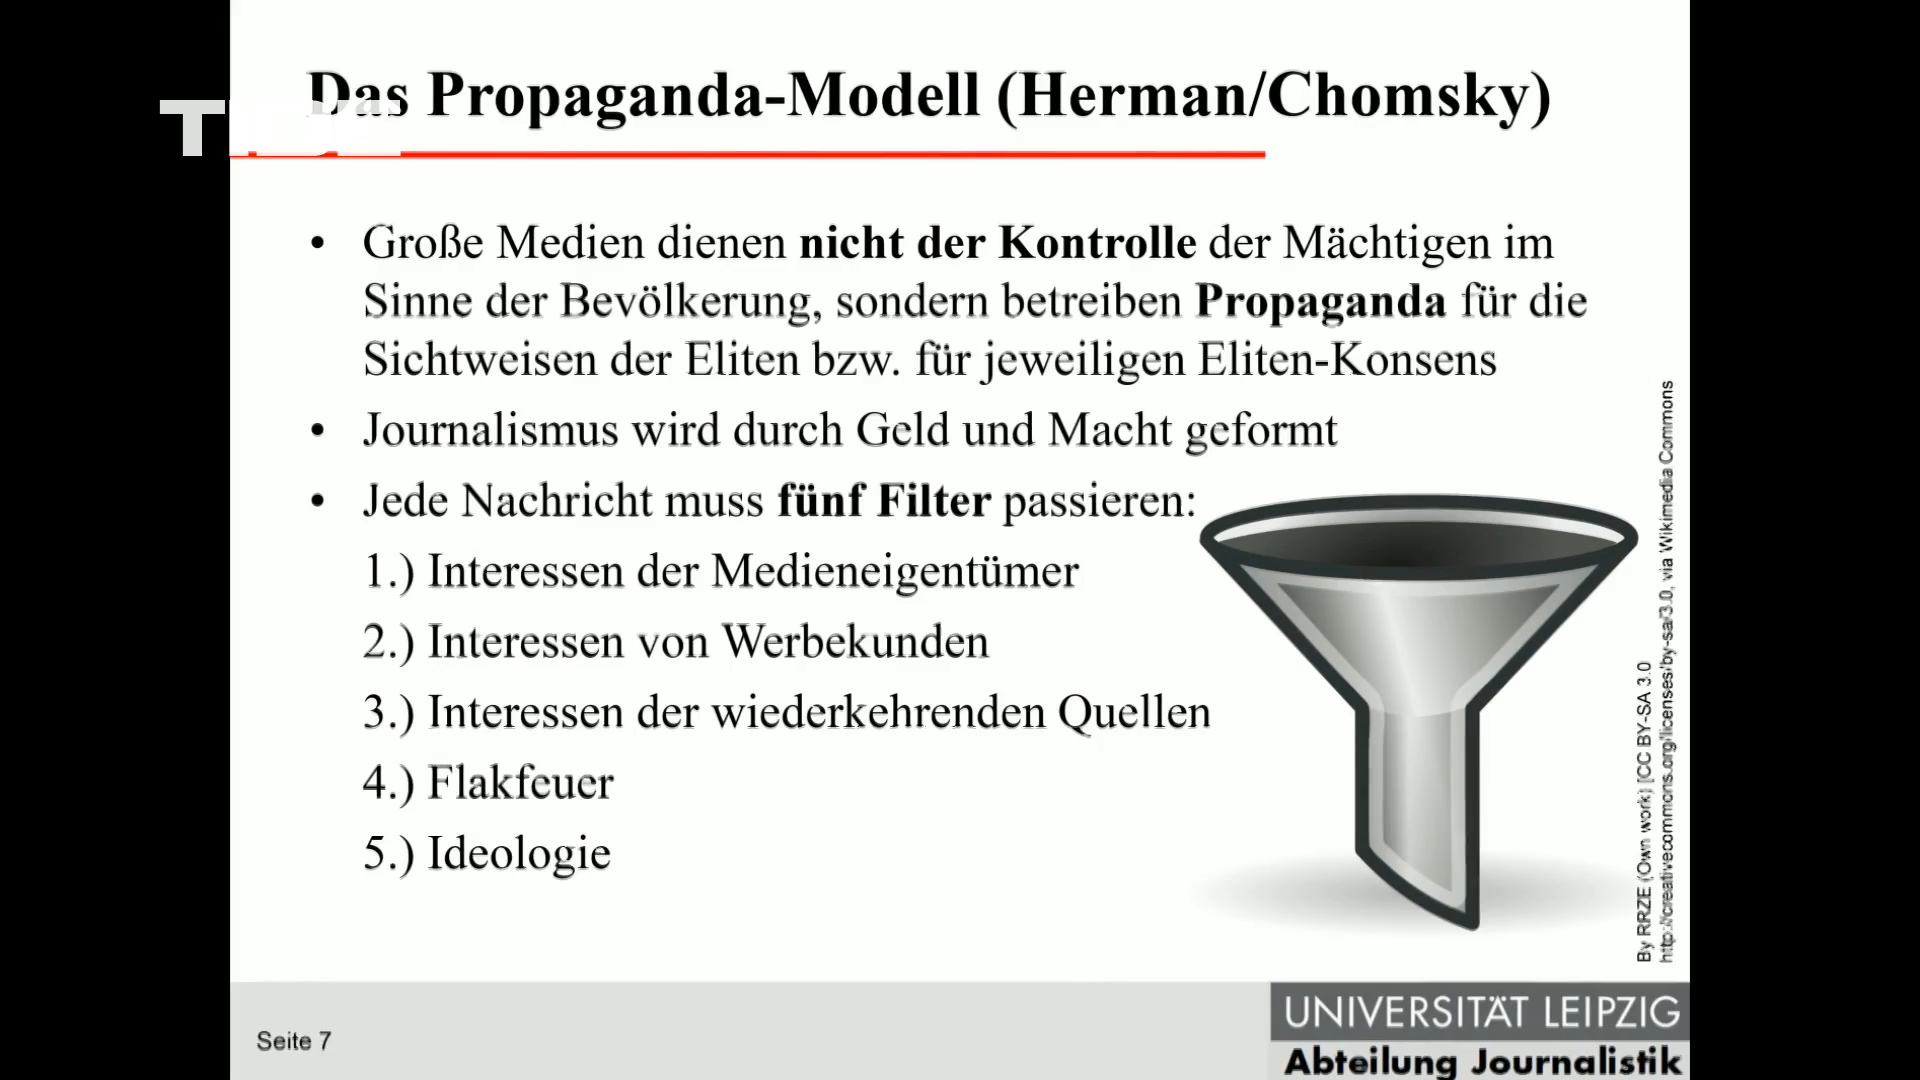 Das Propaganda-Modell (Herman/Chomsky)
• Große Medien dienen nicht der Kontrolle der Mächtigen im
Sinne der Bevölkerung, sondern betreiben Propaganda für die
Sichtweisen der Eliten bzw. für jeweiligen Eliten-Konsens
• Journalismus wird durch Geld und Macht geformt
• Jede Nachricht muss fünf Filter passieren:
1.) Interessen der Medieneigentümer
2.) Interessen von Werbekunden
3.) Interessen der wiederkehrenden Quellen
4.) Flakfeuer
5.) Ideologie
By RRZE (Own work) [CC BY-SA 3.0
http://creativecommons.org/licenses/by-sa/3.0, via Wikimedia Commons
Seite 7
UNIVERSITÄT LEIPZIG
Abteilung Journalistik